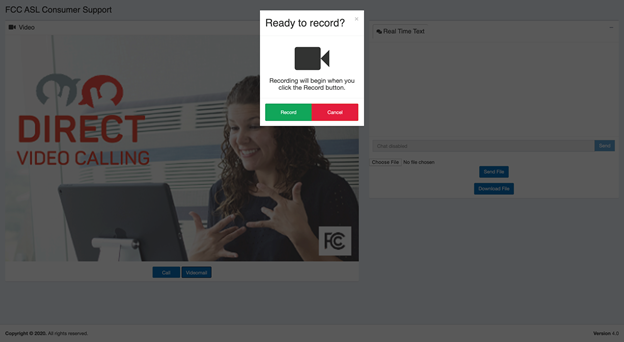 FCC ASL Consumer Support
Video
DIRECT
VIDEO CALLING
FCC
Call
Videomail
Ready to record?
×
Recording will begin when you
click the Record button.
Record
Cancel
Real Time Text
Chat disabled
Send
Choose File No file chosen
Send File
Download File
Copyright © 2020. All rights reserved.
Version 4.0